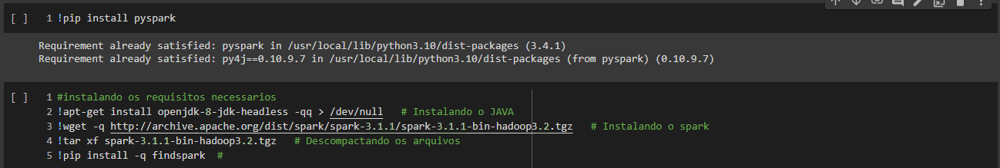 [ ] 1 !pip install pyspark
Requirement already satisfied: pyspark in /usr/local/lib/python3.10/dist-packages (3.4.1)
Requirement already satisfied: py4j==0.10.9.7 in /usr/local/lib/python3.10/dist-packages (from pyspark) (0.10.9.7)
[ ] 1 #instalando os requisitos necessarios
2 !apt-get install openjdk-8-jdk-headless -qq > /dev/null # Instalando o JAVA
3 !wget -q http://archive.apache.org/dist/spark/spark-3.1.1/spark-3.1.1-bin-hadoop3.2.tgz # Instalando o spark
4 !tar xf spark-3.1.1-bin-hadoop3.2.tgz # Descompactando os arquivos
5 !pip install -q findspark #